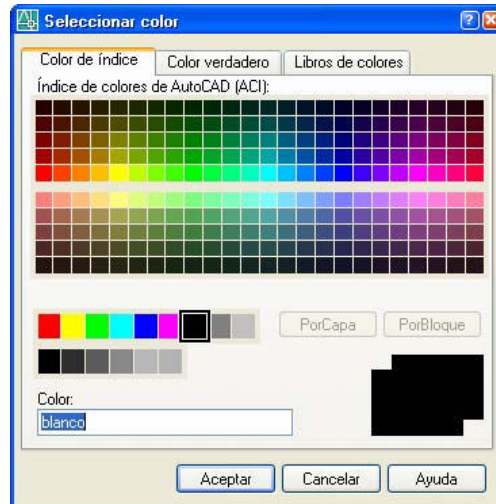 Seleccionar color
Color de índice Color verdadero Libros de colores
Índice de colores de AutoCAD (ACI):
PorCapa PorBloque
Color:
blanco
Aceptar Cancelar Ayuda